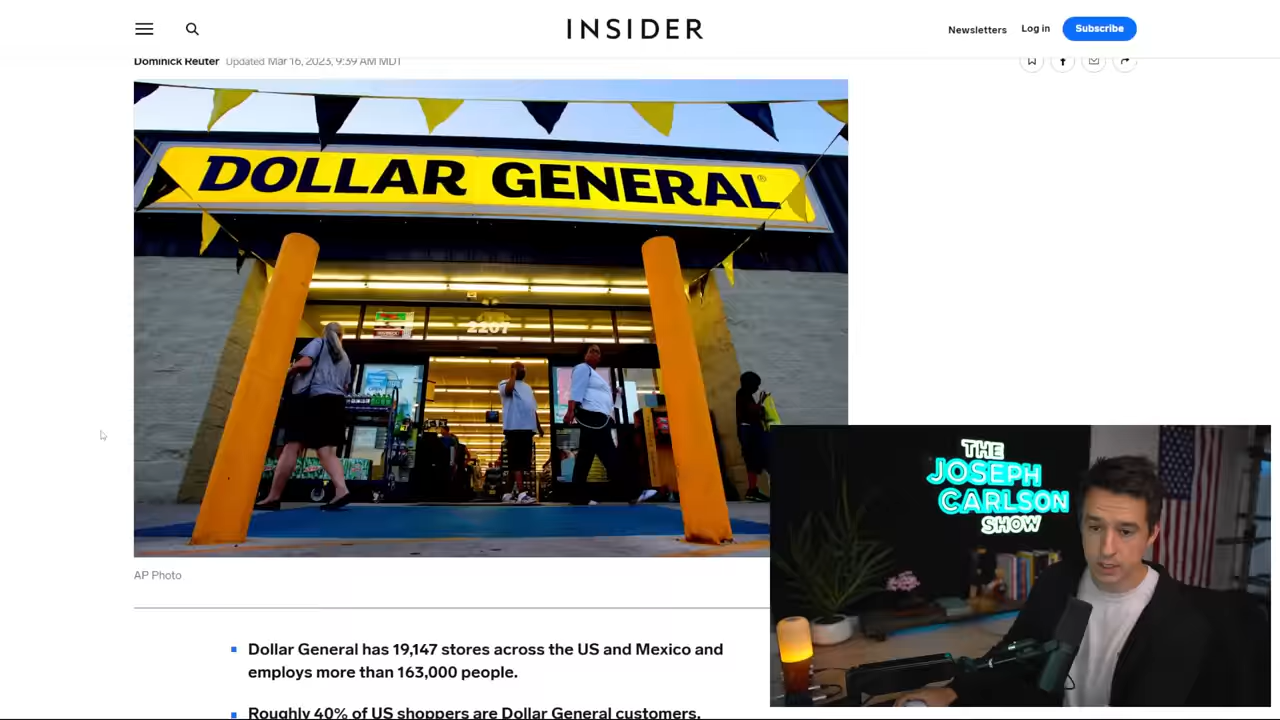 INSIDER
Newsletters
Log in
Subscribe
Dominick Reuter Updated Mar 16, 2023, 9:39 AM MDT
DOLLAR GENERAL®
2207
AP Photo
THE
JOSEPH
CARLSON
SHOW
Dollar General has 19,147 stores across the US and Mexico and
employs more than 163,000 people.
Roughly 40% of US shoppers are Dollar General customers,